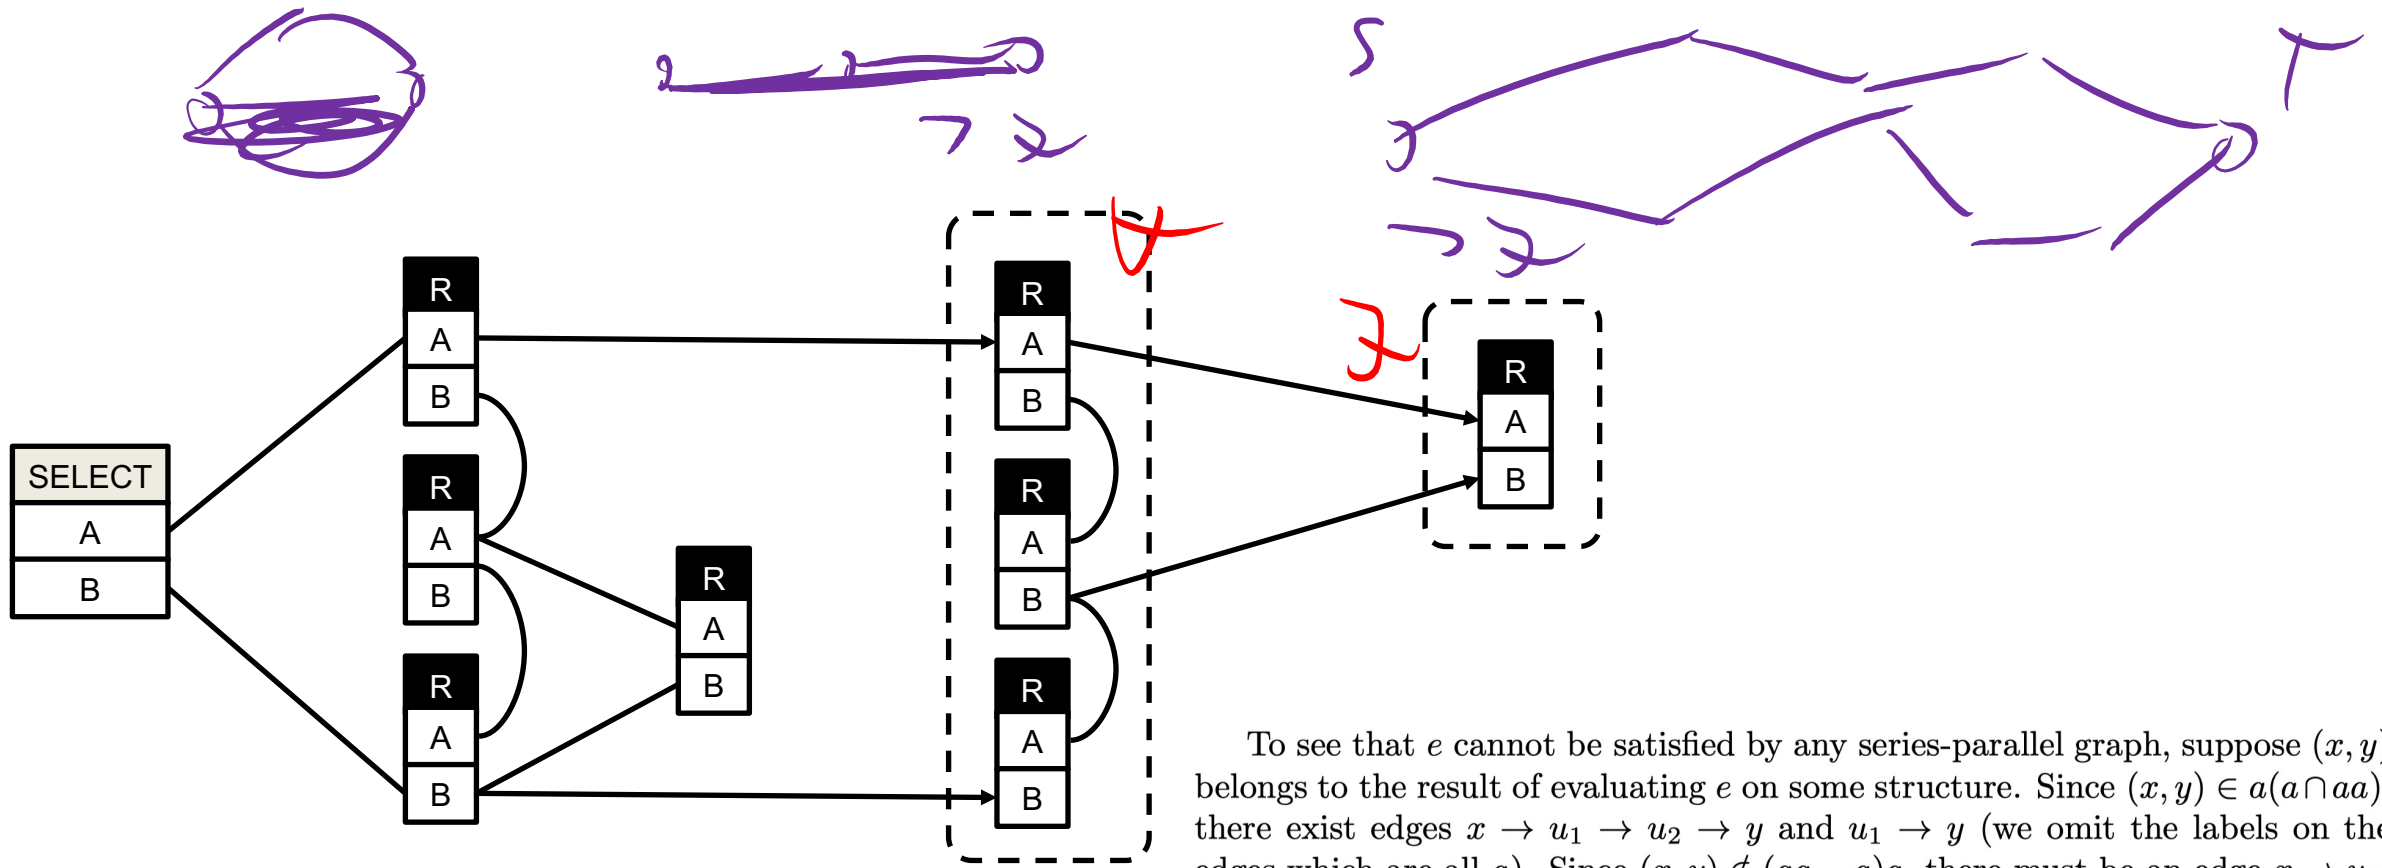 S
T
¬∃
¬∃
∀
∃
SELECT
A
B
R
A
B
R
A
B
R
A
B
R
A
B
R
A
B
R
A
B
R
A
B
R
A
B
To see that e cannot be satisfied by any series-parallel graph, suppose (x, y)
belongs to the result of evaluating e on some structure. Since (x, y) ∈ a(a ∩ aa)
there exist edges x → u₁ → u₂ → y and u₁ → y (we omit the labels on the